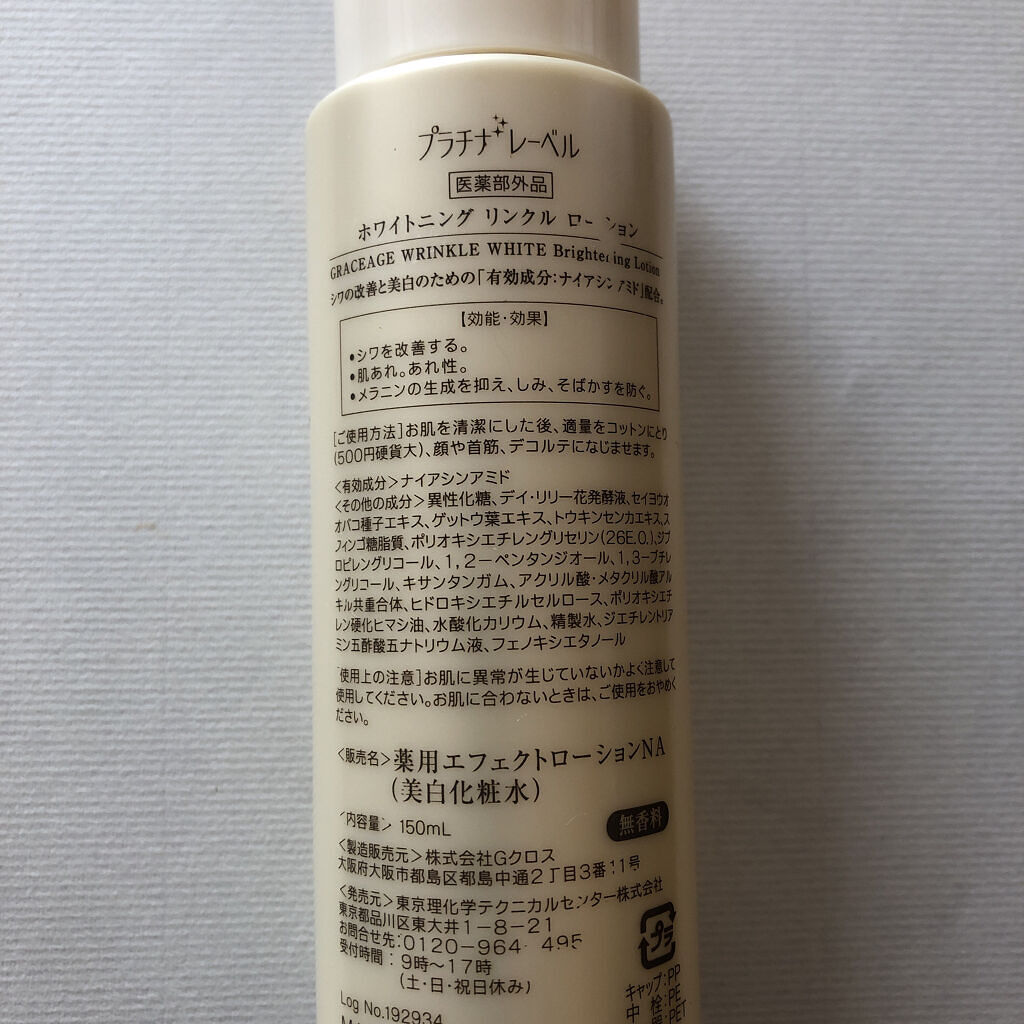 プラチナレーベル
医薬部外品
ホワイトニング リンクル ローション
GRACEAGE WRINKLE WHITE Brightening Lotion
シワの改善と美白のための「有効成分:ナイアシンアミド」配合。
【効能・効果】
•シワを改善する。
•肌あれ。あれ性。
•メラニンの生成を抑え、しみ、そばかすを防ぐ。
[ご使用方法]お肌を清潔にした後、適量をコットンにとり
(500円硬貨大)、顔や首筋、デコルテになじませます。
<有効成分>ナイアシンアミド
<その他の成分>異性化糖、デイ・リリー花発酵液、セイヨウオ
オバコ種子エキス、ゲットウ葉エキス、トウキンセンカエキス、ス
フィンゴ糖脂質、ポリオキシエチレングリセリン(26E.O.)、ジプ
ロピレングリコール、1,2−ペンタンジオール、1,3−ブチレ
ングリコール、キサンタンガム、アクリル酸・メタクリル酸アル
キル共重合体、ヒドロキシエチルセルロース、ポリオキシエチ
レン硬化ヒマシ油、水酸化カリウム、精製水、ジエチレントリア
ミン五酢酸五ナトリウム液、フェノキシエタノール
[使用上の注意]お肌に異常が生じていないかよく注意して
使用してください。お肌に合わないときは、ご使用をおやめく
ださい。
<販売名>薬用エフェクトローションNA
(美白化粧水)
<内容量> 150mL
無香料
<製造販売元>株式会社Gクロス
大阪府大阪市都島区都島中通2丁目3番11号
<発売元>東京理化学テクニカルセンター株式会社
東京都品川区東大井1−8−21
お問合せ先:0120−964 495
受付時間:9時〜17時
(土・日・祝日休み)
プラ
キャップ:PP
中 栓:PE
:PET
Log No.192934